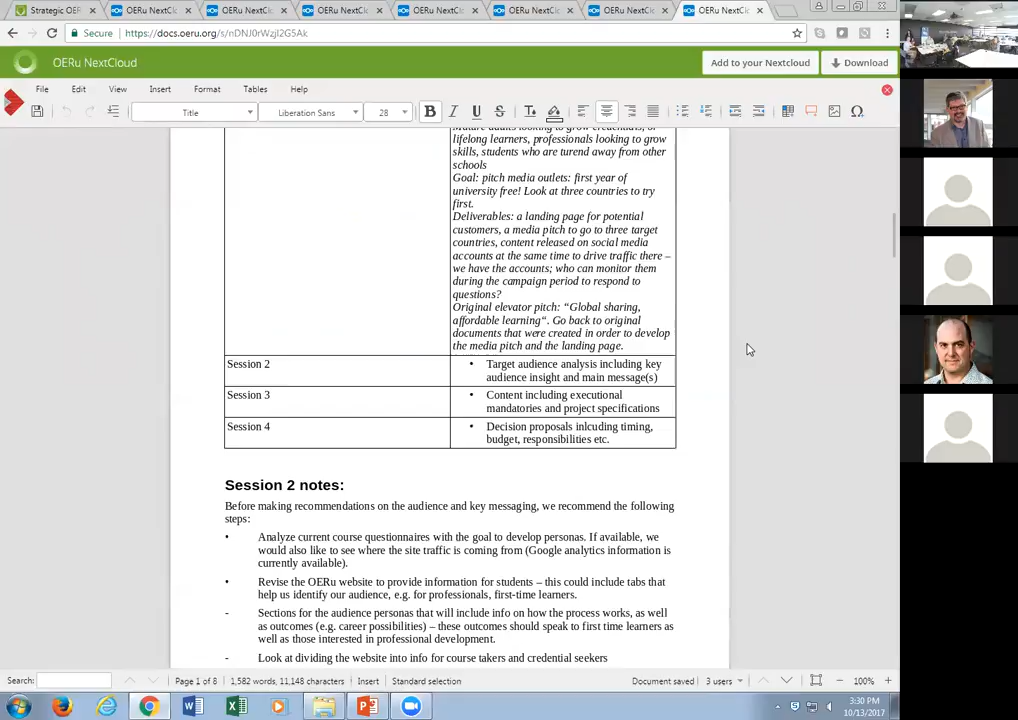 Strategic OEF
OERu NextClo
OERu NextClo
OERu NextClo
OERu NextClo
OERu NextClo
OERu NextClo
OERu NextClo
Secure
https://docs.oeru.org/s/nDNJ0rWzjI2G5Ak
OERu NextCloud
Add to your Nextcloud
Download
File Edit View Insert Format Tables Help
Title
Liberation Sans
28
Mature adults looking to grow credentials, or
lifelong learners, professionals looking to grow
skills, students who are turend away from other
schools
Goal: pitch media outlets: first year of
university free! Look at three countries to try
first.
Deliverables: a landing page for potential
customers, a media pitch to go to three target
countries, content released on social media
accounts at the same time to drive traffic there –
we have the accounts; who can monitor them
during the campaign period to respond to
questions?
Original elevator pitch: “Global sharing,
affordable learning“. Go back to original
documents that were created in order to develop
the media pitch and the landing page.
Session 2
• Target audience analysis including key
audience insight and main message(s)
Session 3
• Content including executional
mandatories and project specifications
Session 4
• Decision proposals inlcuding timing,
budget, responsibilities etc.
Session 2 notes:
Before making recommendations on the audience and key messaging, we recommend the following
steps:
• Analyze current course questionnaires with the goal to develop personas. If available, we
would also like to see where the site traffic is coming from (Google analytics information is
currently available).
• Revise the OERu website to provide information for students – this could include tabs that
help us identify our audience, e.g. for professionals, first-time learners.
- Sections for the audience personas that will include info on how the process works, as well
as outcomes (e.g. career possibilities) – these outcomes should speak to first time learners as
well as those interested in professional development.
- Look at dividing the website into info for course takers and credential seekers
Search:
Page 1 of 8
1,582 words, 11,148 characters
Insert
Standard selection
Document saved
3 users
100%
3:30 PM
10/13/2017